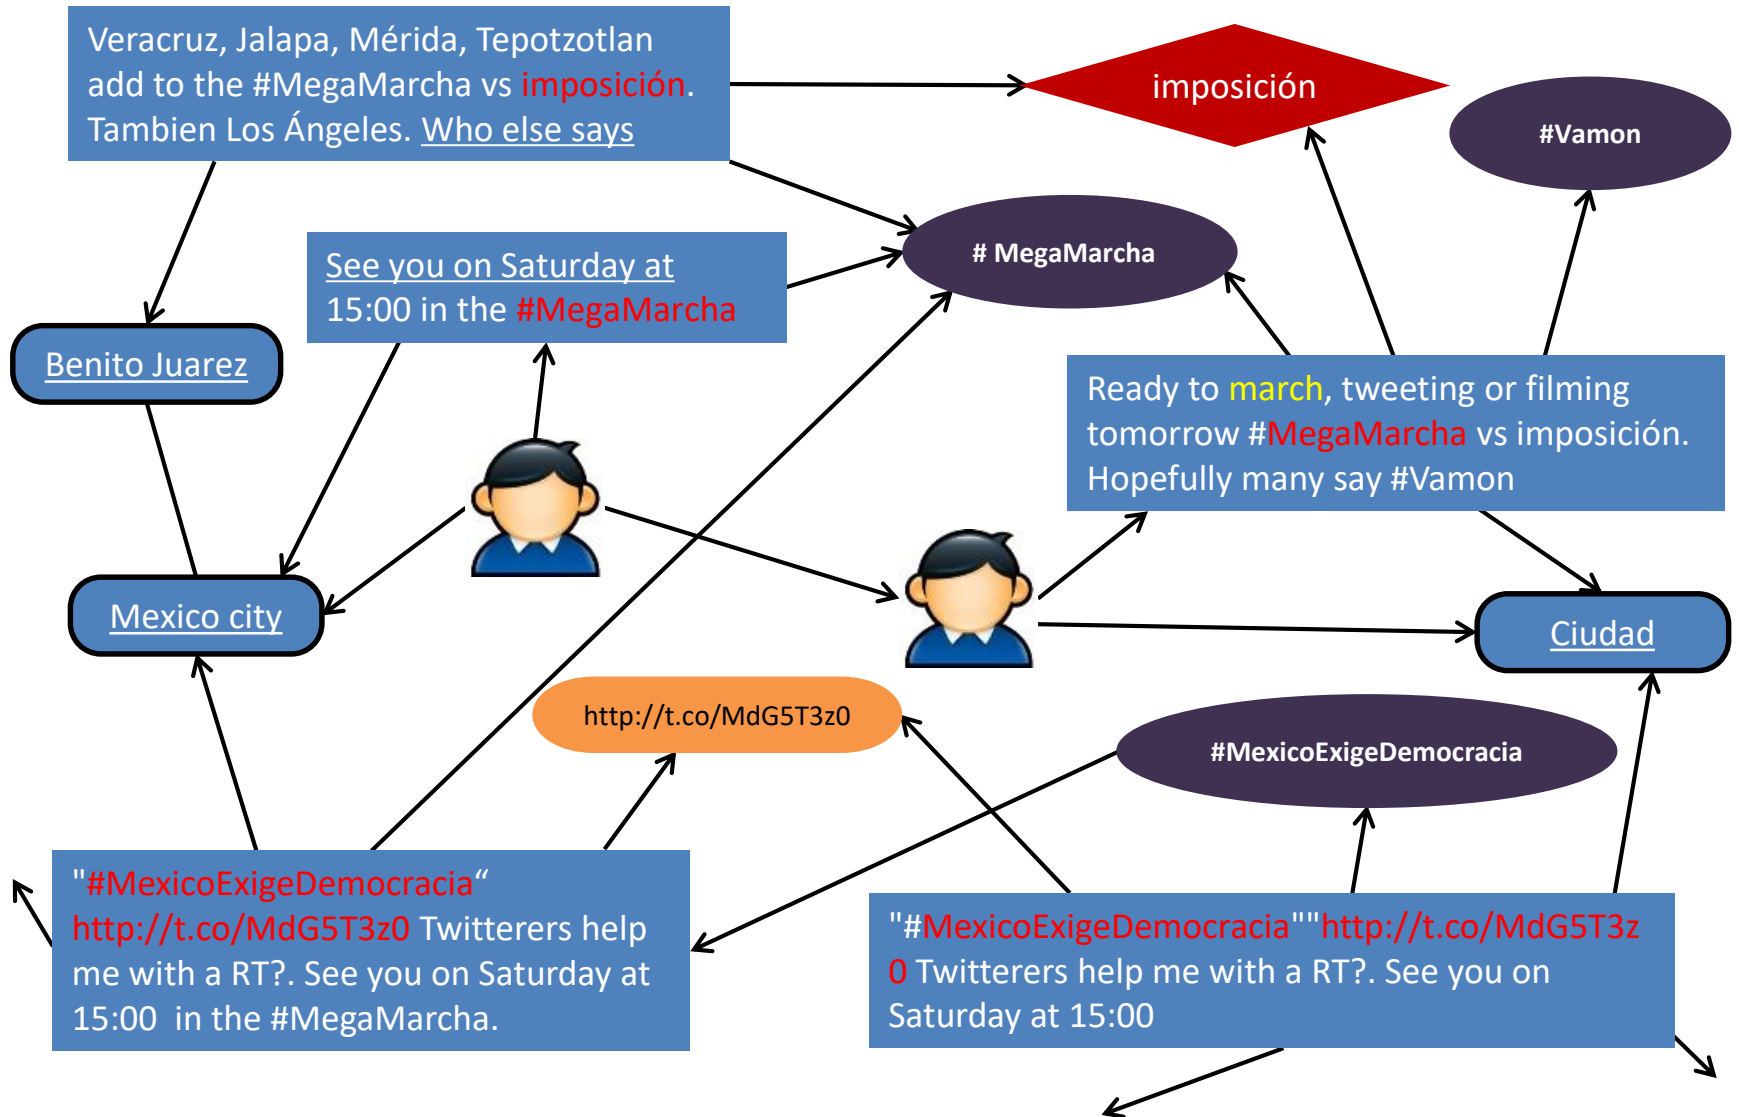 Veracruz, Jalapa, Mérida, Tepotzotlan
add to the #MegaMarcha vs imposición.
Tambien Los Ángeles. Who else says
imposición
#Vamon
# MegaMarcha
See you on Saturday at
15:00 in the #MegaMarcha
Benito Juarez
Ready to march, tweeting or filming
tomorrow #MegaMarcha vs imposición.
Hopefully many say #Vamon
Mexico city
Ciudad
http://t.co/MdG5T3z0
#MexicoExigeDemocracia
"#MexicoExigeDemocracia“
http://t.co/MdG5T3z0 Twitterers help
me with a RT?. See you on Saturday at
15:00  in the #MegaMarcha.
"#MexicoExigeDemocracia""http://t.co/MdG5T3z
0 Twitterers help me with a RT?. See you on
Saturday at 15:00